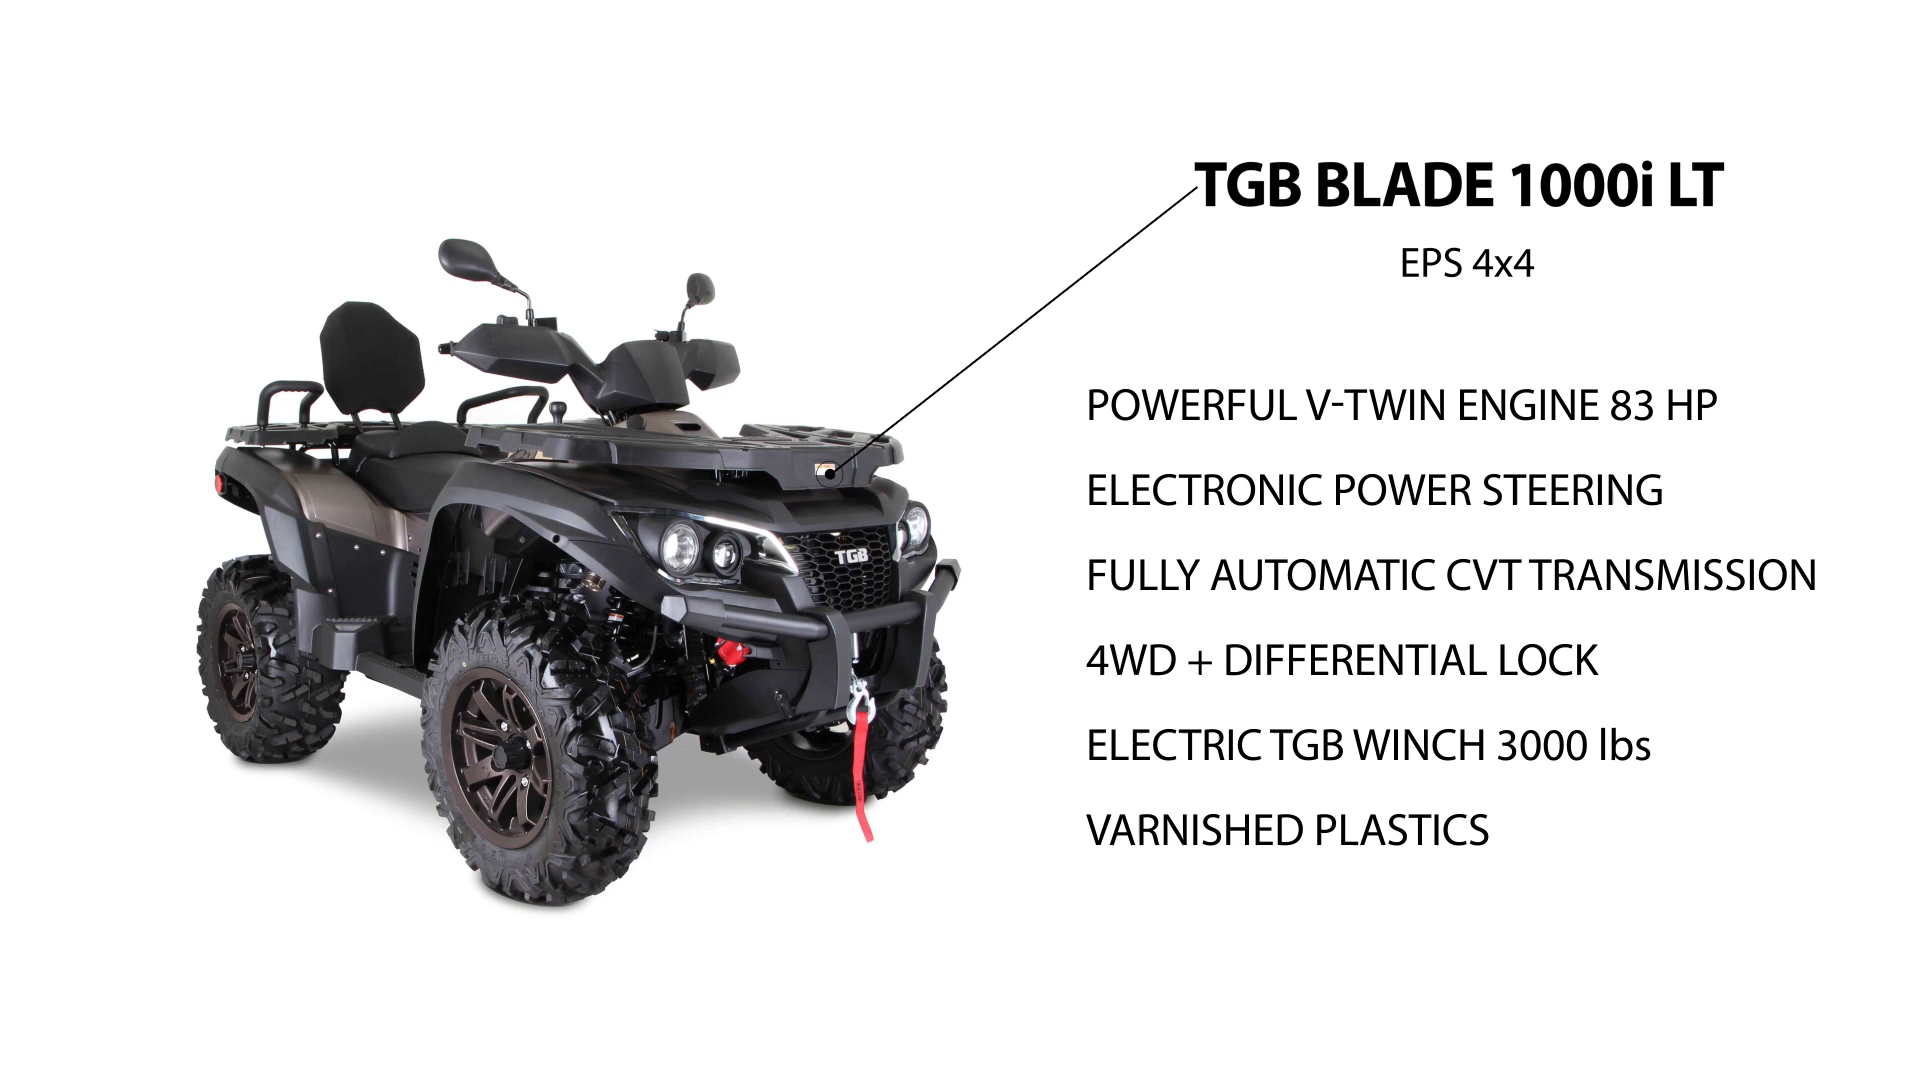 TGB BLADE 1000i LT
EPS 4x4
POWERFUL V-TWIN ENGINE 83 HP
ELECTRONIC POWER STEERING
FULLY AUTOMATIC CVT TRANSMISSION
4WD + DIFFERENTIAL LOCK
ELECTRIC TGB WINCH 3000 lbs
VARNISHED PLASTICS
TGB